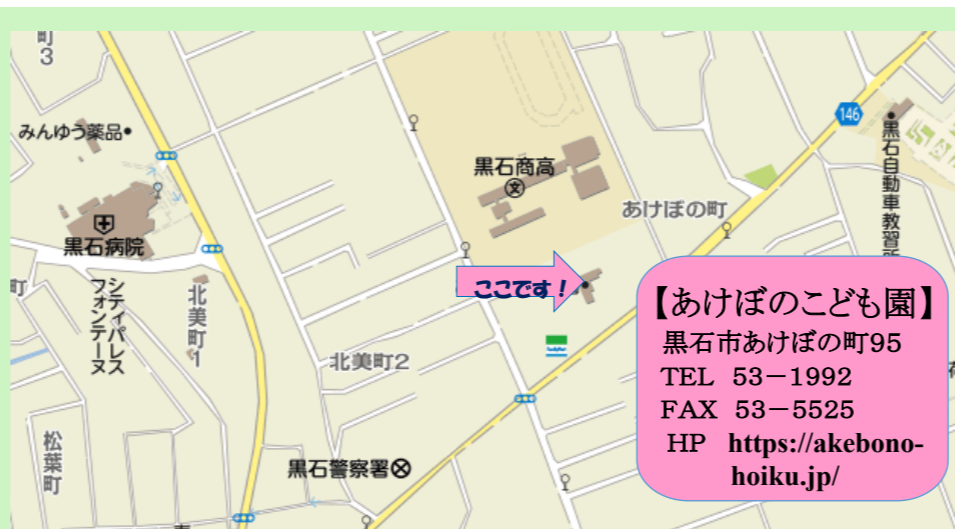 町3
みんゆう薬品
黒石病院
町
シティパレス
フォンテーヌ
北美町1
松葉町
北美町2
黒石警察署
黒石商高
文
あけぼの町
146
黒石自動車教習所
ここです！
FamilyMart
【あけぼのこども園】
黒石市あけぼの町95
TEL 53－1992
FAX 53－5525
HP https://akebono-
hoiku.jp/